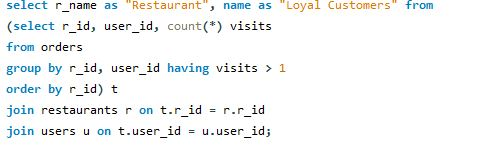 select r_name as "Restaurant", name as "Loyal Customers" from
(select r_id, user_id, count(*) visits
from orders
group by r_id, user_id having visits > 1
order by r_id) t
join restaurants r on t.r_id = r.r_id
join users u on t.user_id = u.user_id;